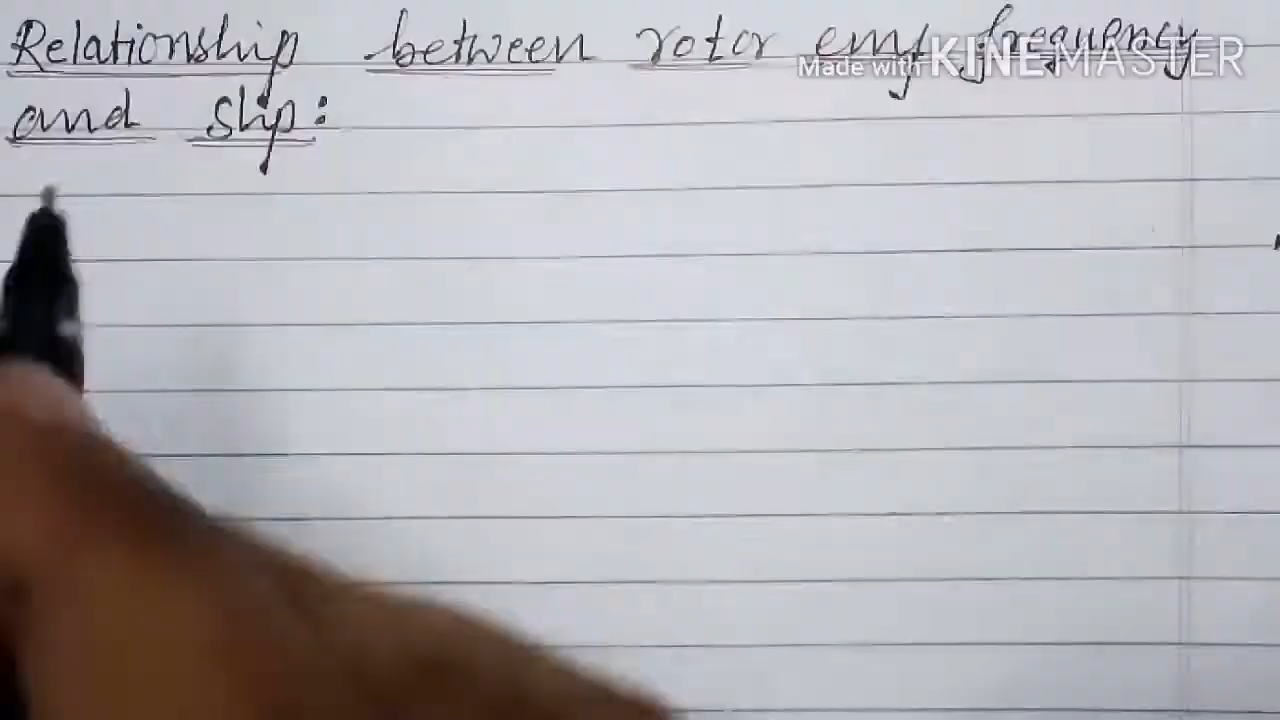 Relationship between rotor emf frequency
Made with KINEMASTER
and slip: